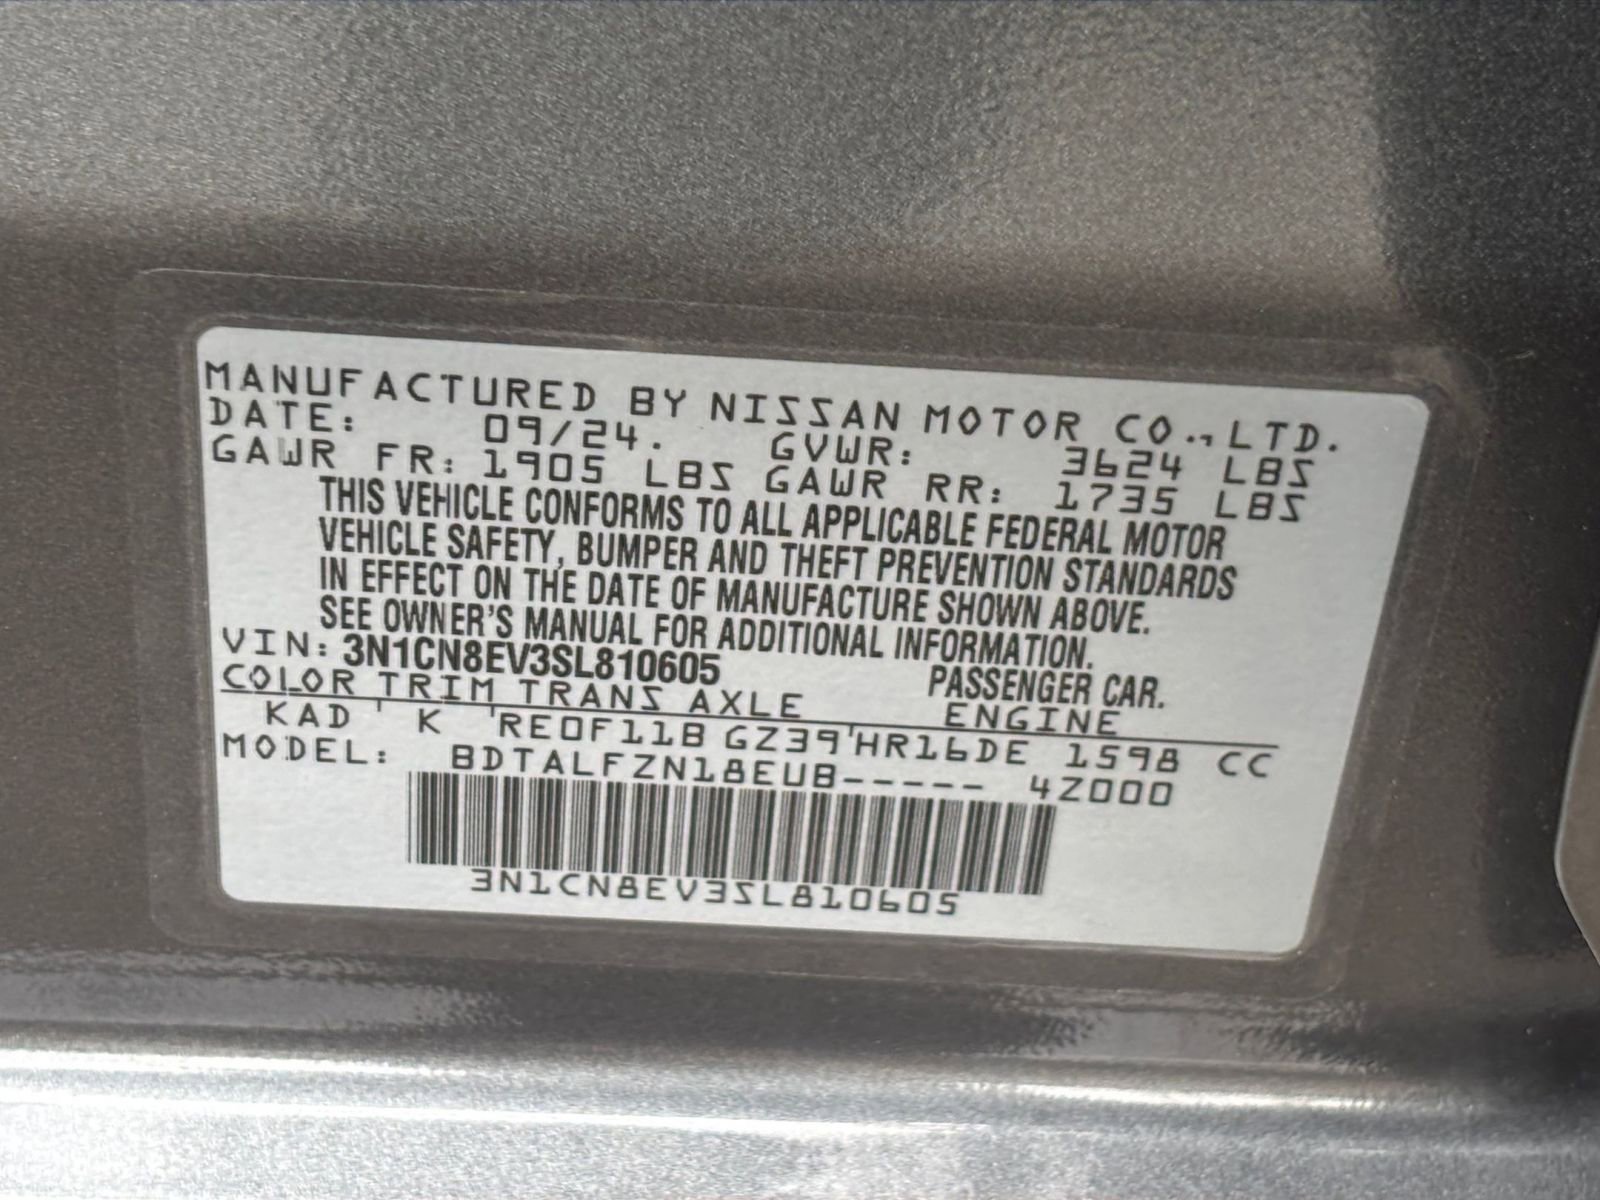 MANUFACTURED BY NISSAN MOTOR CO., LTD.
DATE: 09/24. GVWR: 3624 LBS
GAWR FR: 1905 LBS GAWR RR: 1735 LBS
THIS VEHICLE CONFORMS TO ALL APPLICABLE FEDERAL MOTOR
VEHICLE SAFETY, BUMPER AND THEFT PREVENTION STANDARDS
IN EFFECT ON THE DATE OF MANUFACTURE SHOWN ABOVE.
SEE OWNER'S MANUAL FOR ADDITIONAL INFORMATION.
VIN: 3N1CN8EV3SL810605 PASSENGER CAR.
COLOR TRIM TRANS AXLE ENGINE
KAD ' K 'RE0F11B GZ39'HR16DE 1598 CC
MODEL: BDTALFZN18EUB----- 4Z000
3N1CN8EV3SL810605